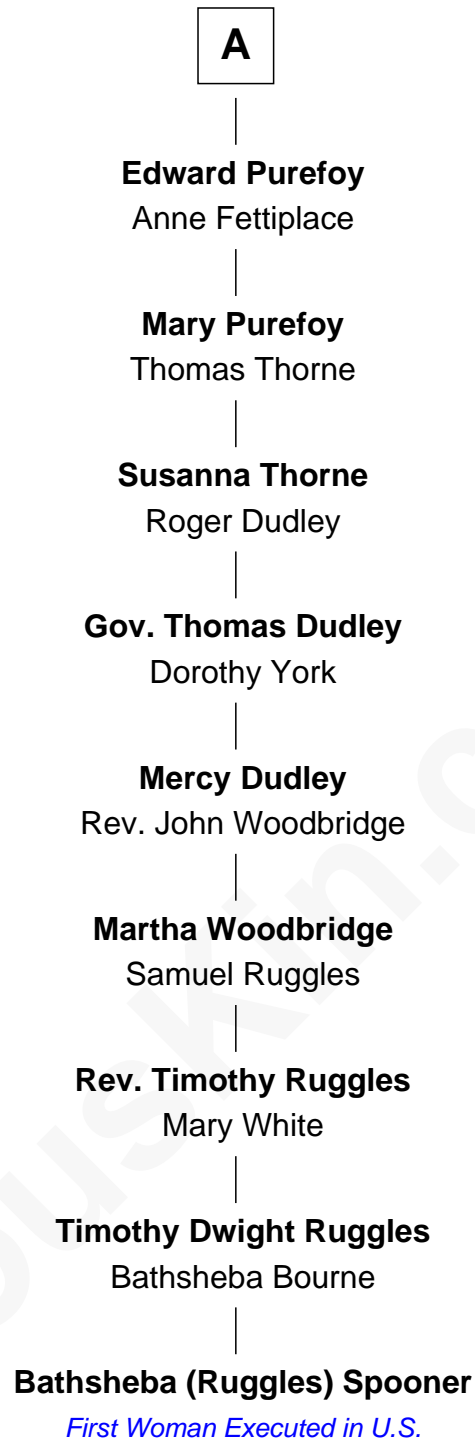 A
Edward Purefoy
Anne Fettiplace
Mary Purefoy
Thomas Thorne
Susanna Thorne
Roger Dudley
Gov. Thomas Dudley
Dorothy York
Mercy Dudley
Rev. John Woodbridge
Martha Woodbridge
Samuel Ruggles
Rev. Timothy Ruggles
Mary White
Timothy Dwight Ruggles
Bathsheba Bourne
Bathsheba (Ruggles) Spooner
First Woman Executed in U.S.